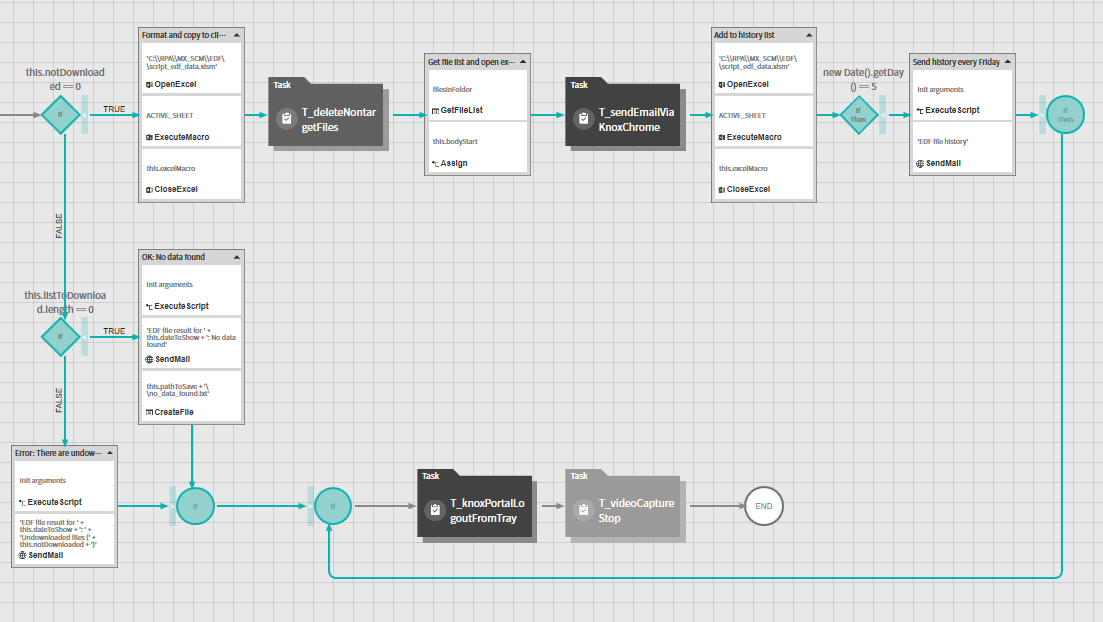 Format and copy to cli···
'C:\\RPA\\MX_SCM\\EDF\
\script_edf_data.xlsm'
OpenExcel
ACTIVE_SHEET
ExecuteMacro
this.excelMacro
CloseExcel
this.notDownload
ed == 0
If
TRUE
FALSE
Task
T_deleteNontar
getFiles
Get file list and open ex···
filesInFolder
GetFileList
this.bodyStart
Assign
Task
T_sendEmailVia
KnoxChrome
Add to history list
'C:\\RPA\\MX_SCM\\EDF\
\script_edf_data.xlsm'
OpenExcel
ACTIVE_SHEET
ExecuteMacro
this.excelMacro
CloseExcel
new Date().getDay
() == 5
If
Then
Send history every Friday
Init arguments
ExecuteScript
'EDF file history'
SendMail
If
Then
this.listToDownloa
d.length == 0
If
TRUE
FALSE
OK: No data found
Init arguments
ExecuteScript
'EDF file result for ' +
this.dateToShow + ': No data
found'
SendMail
this.pathToSave + '\
\no_data_found.txt'
CreateFile
Error: There are undow···
Init arguments
ExecuteScript
'EDF file result for ' +
this.dateToShow + ': ' +
'Undownloaded files (' +
this.notDownloaded + ')'
SendMail
If
If
Task
T_knoxPortalLo
goutFromTray
Task
T_videoCapture
Stop
END